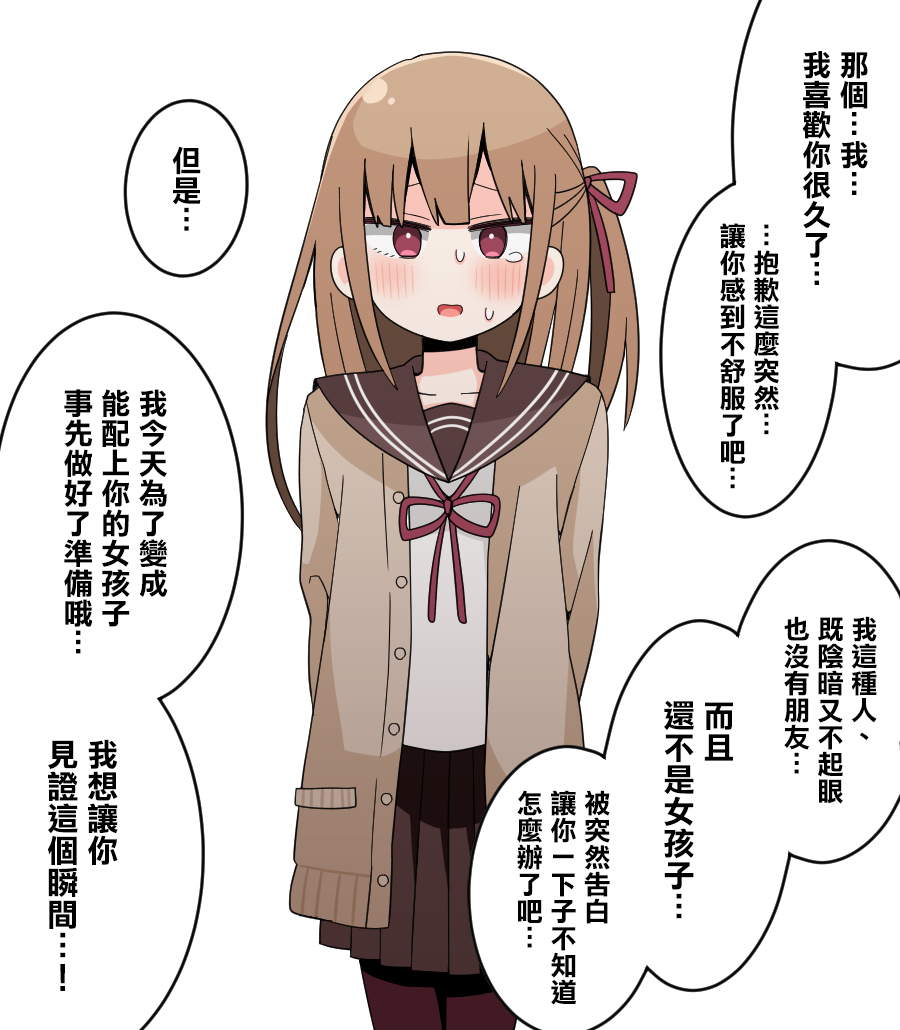 那個…我…
我喜歡你很久了…
…抱歉這麼突然…
讓你感到不舒服了吧…
我這種人、
既陰暗又不起眼
也沒有朋友…
而且
還不是女孩子…
被突然告白
讓你一下子不知道
怎麼辦了吧…
但是…
我今天為了變成
能配上你的女孩子
事先做好了準備哦…
我想讓你
見證這個瞬間…！